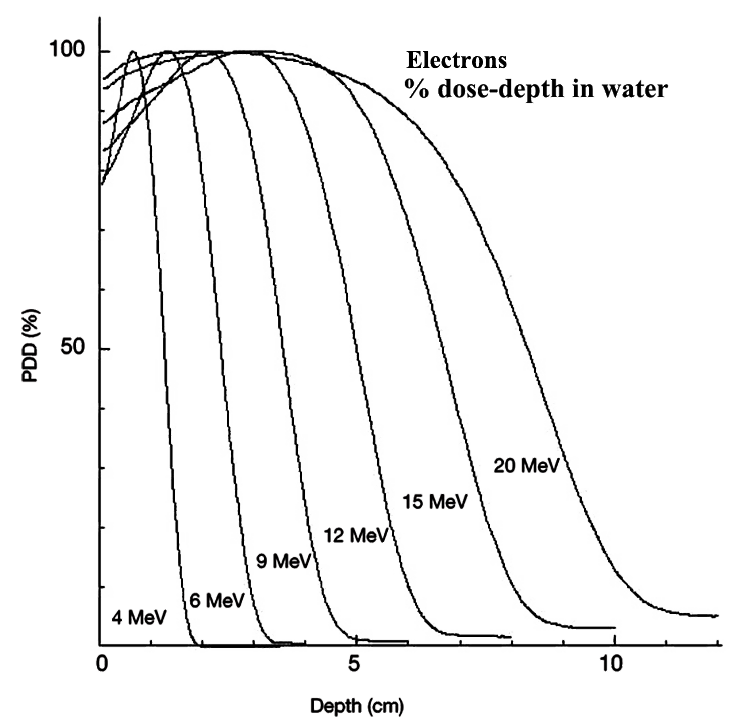 100
Electrons
% dose-depth in water
PDD (%)
50
20 MeV
15 MeV
12 MeV
9 MeV
6 MeV
4 MeV
0
5
10
Depth (cm)